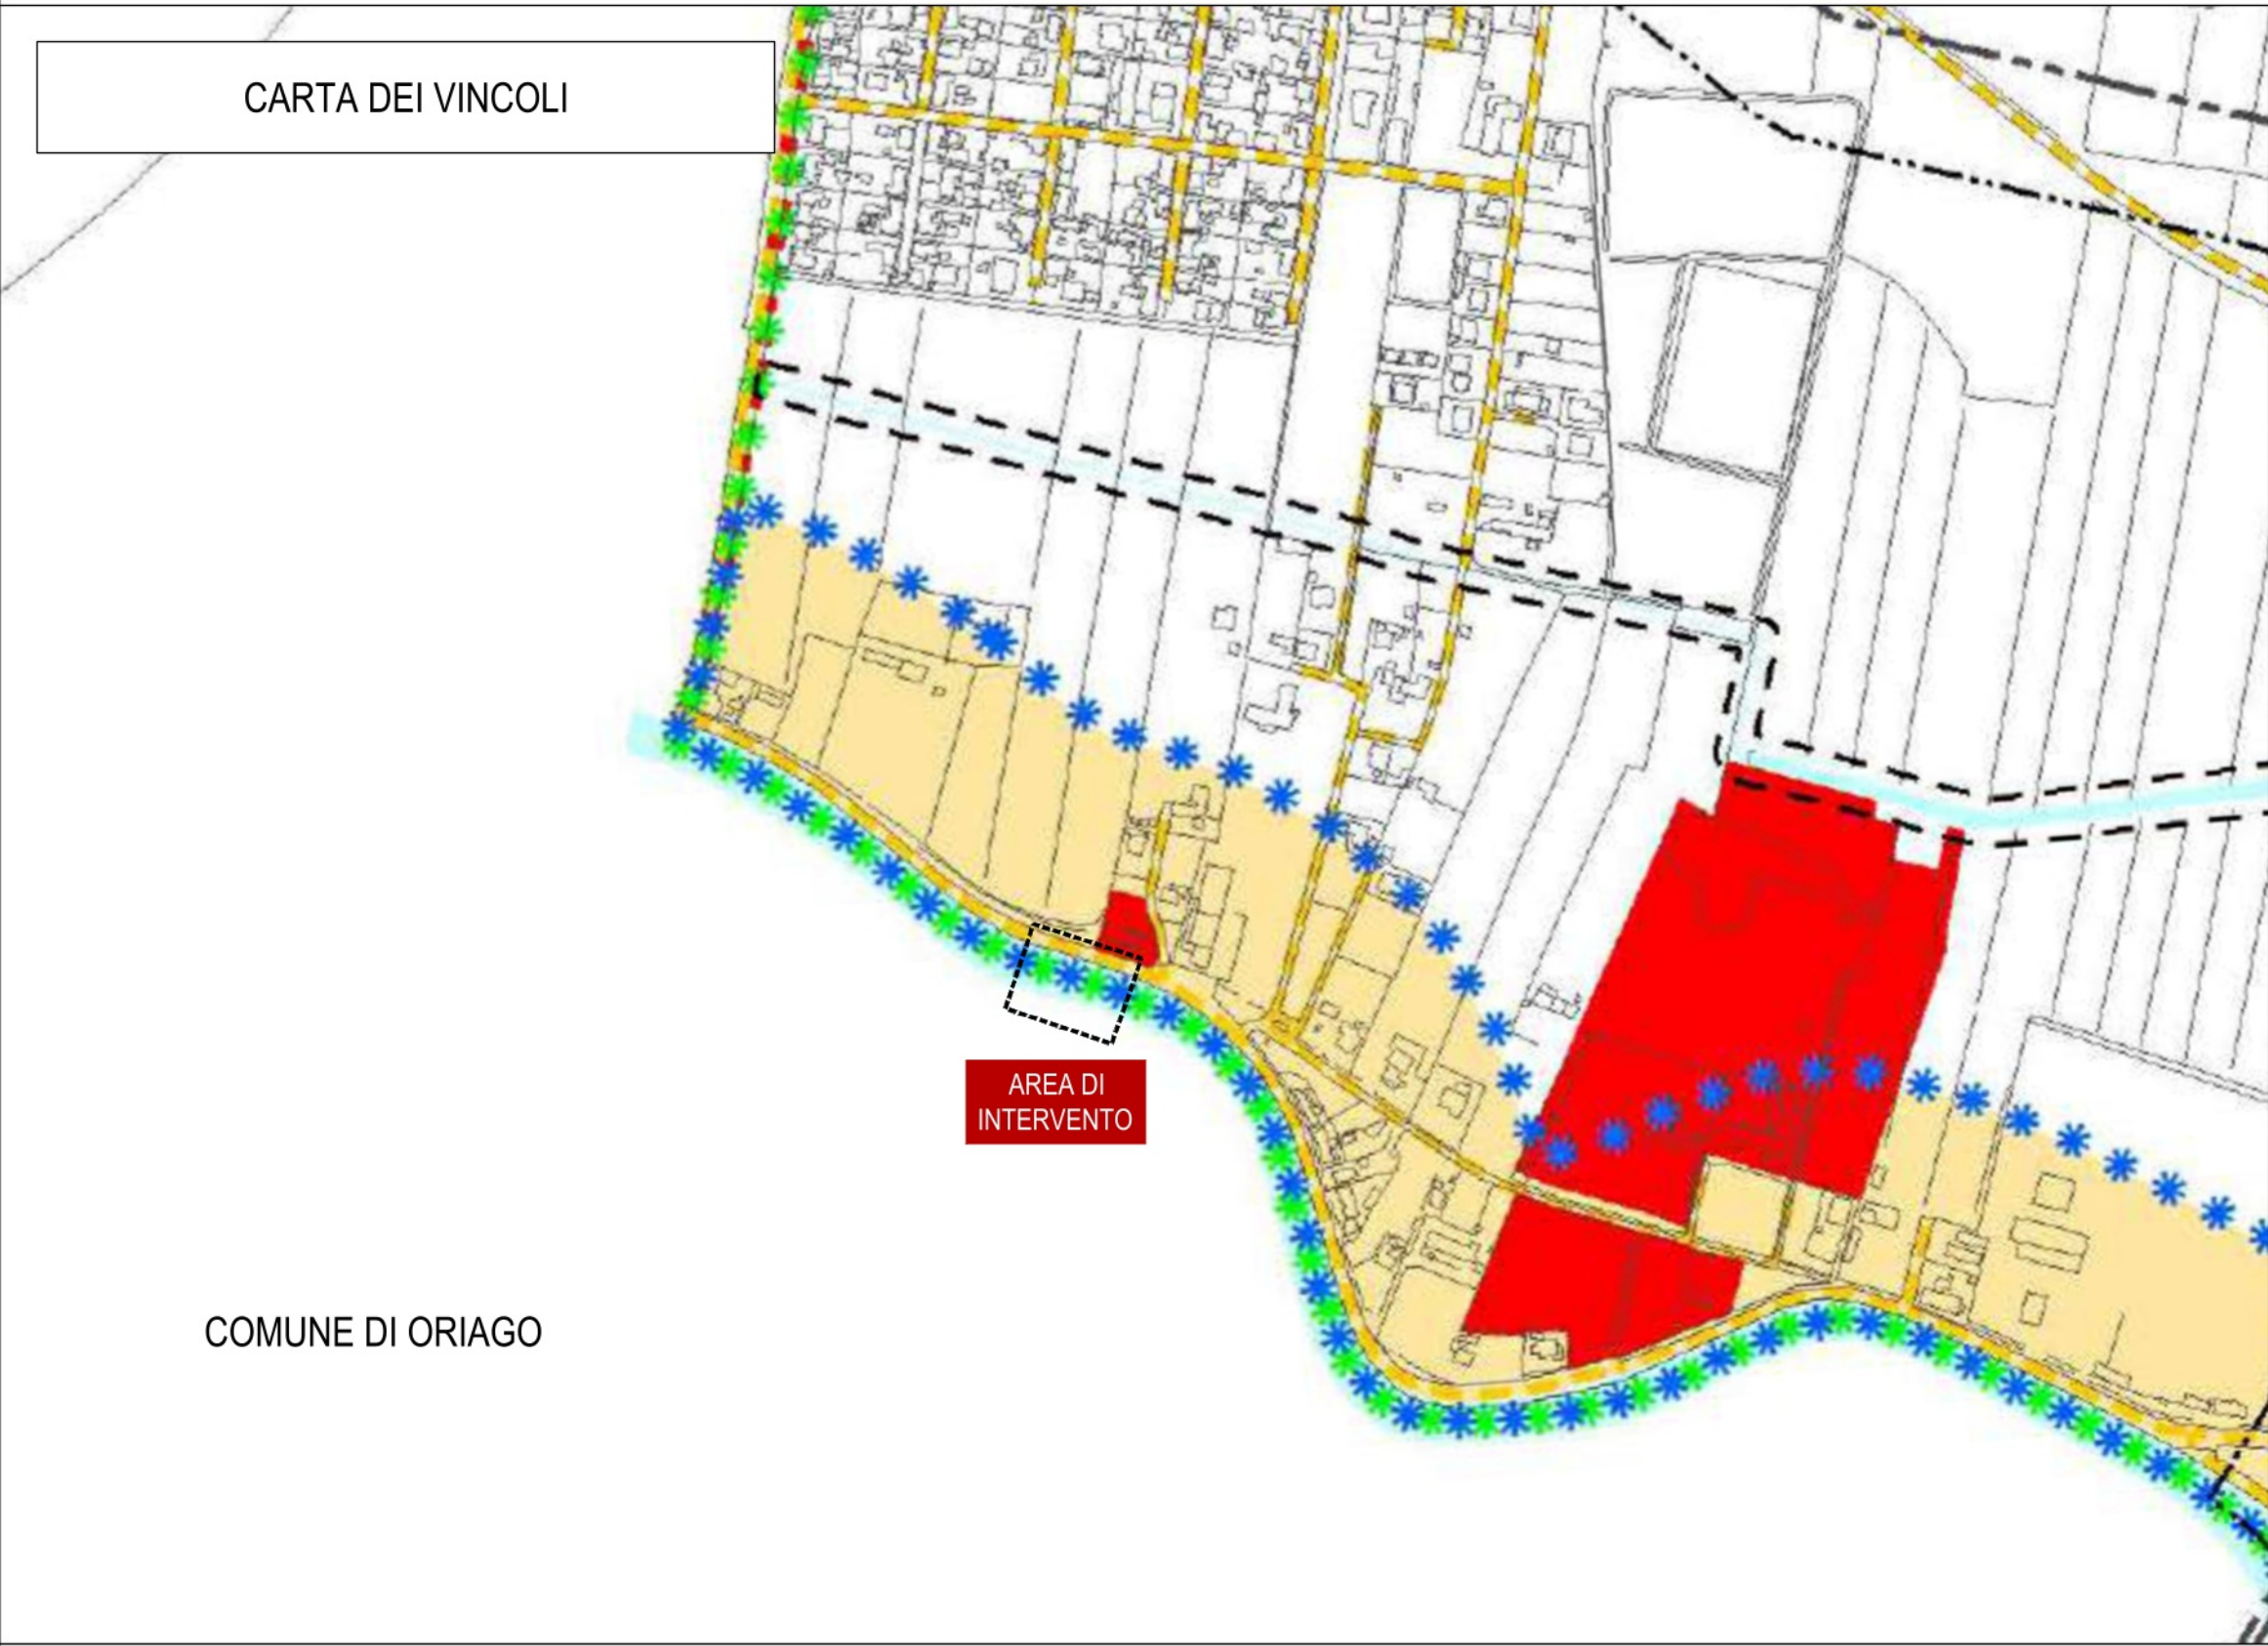 CARTA DEI VINCOLI
AREA DI
INTERVENTO
COMUNE DI ORIAGO